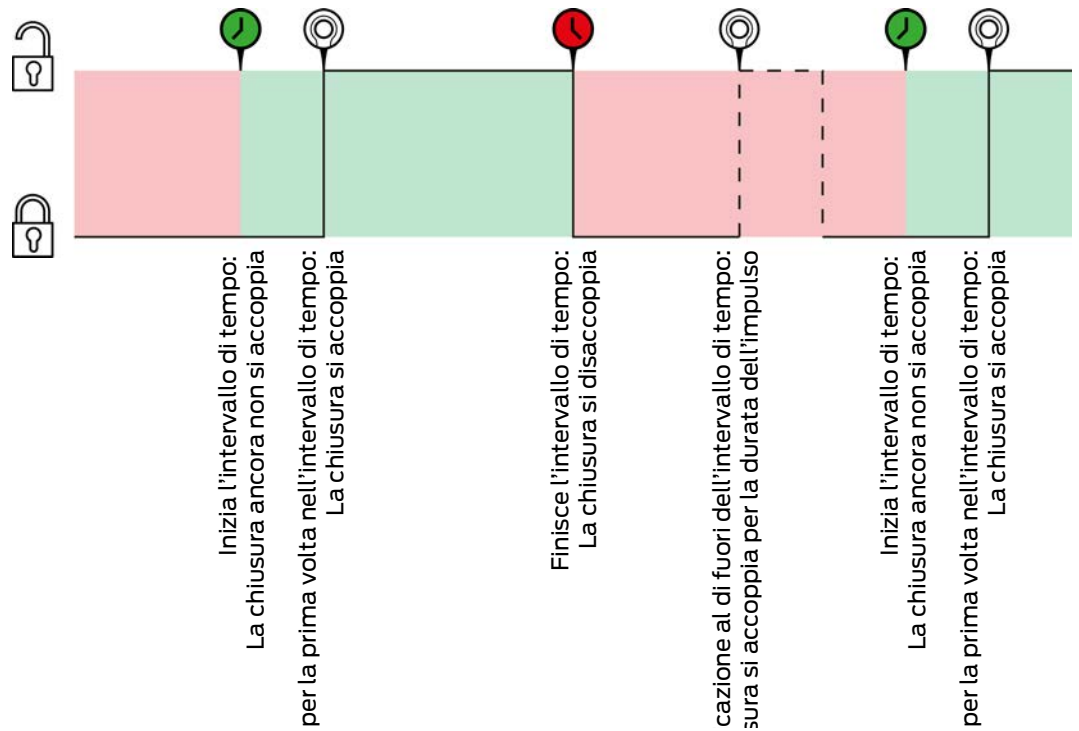 Inizia l'intervallo di tempo:
La chiusura ancora non si accoppia
per la prima volta nell'intervallo di tempo:
La chiusura si accoppia
Finisce l'intervallo di tempo:
La chiusura si disaccoppia
cazione al di fuori dell'intervallo di tempo:
sura si accoppia per la durata dell'impulso
Inizia l'intervallo di tempo:
La chiusura ancora non si accoppia
per la prima volta nell'intervallo di tempo:
La chiusura si accoppia